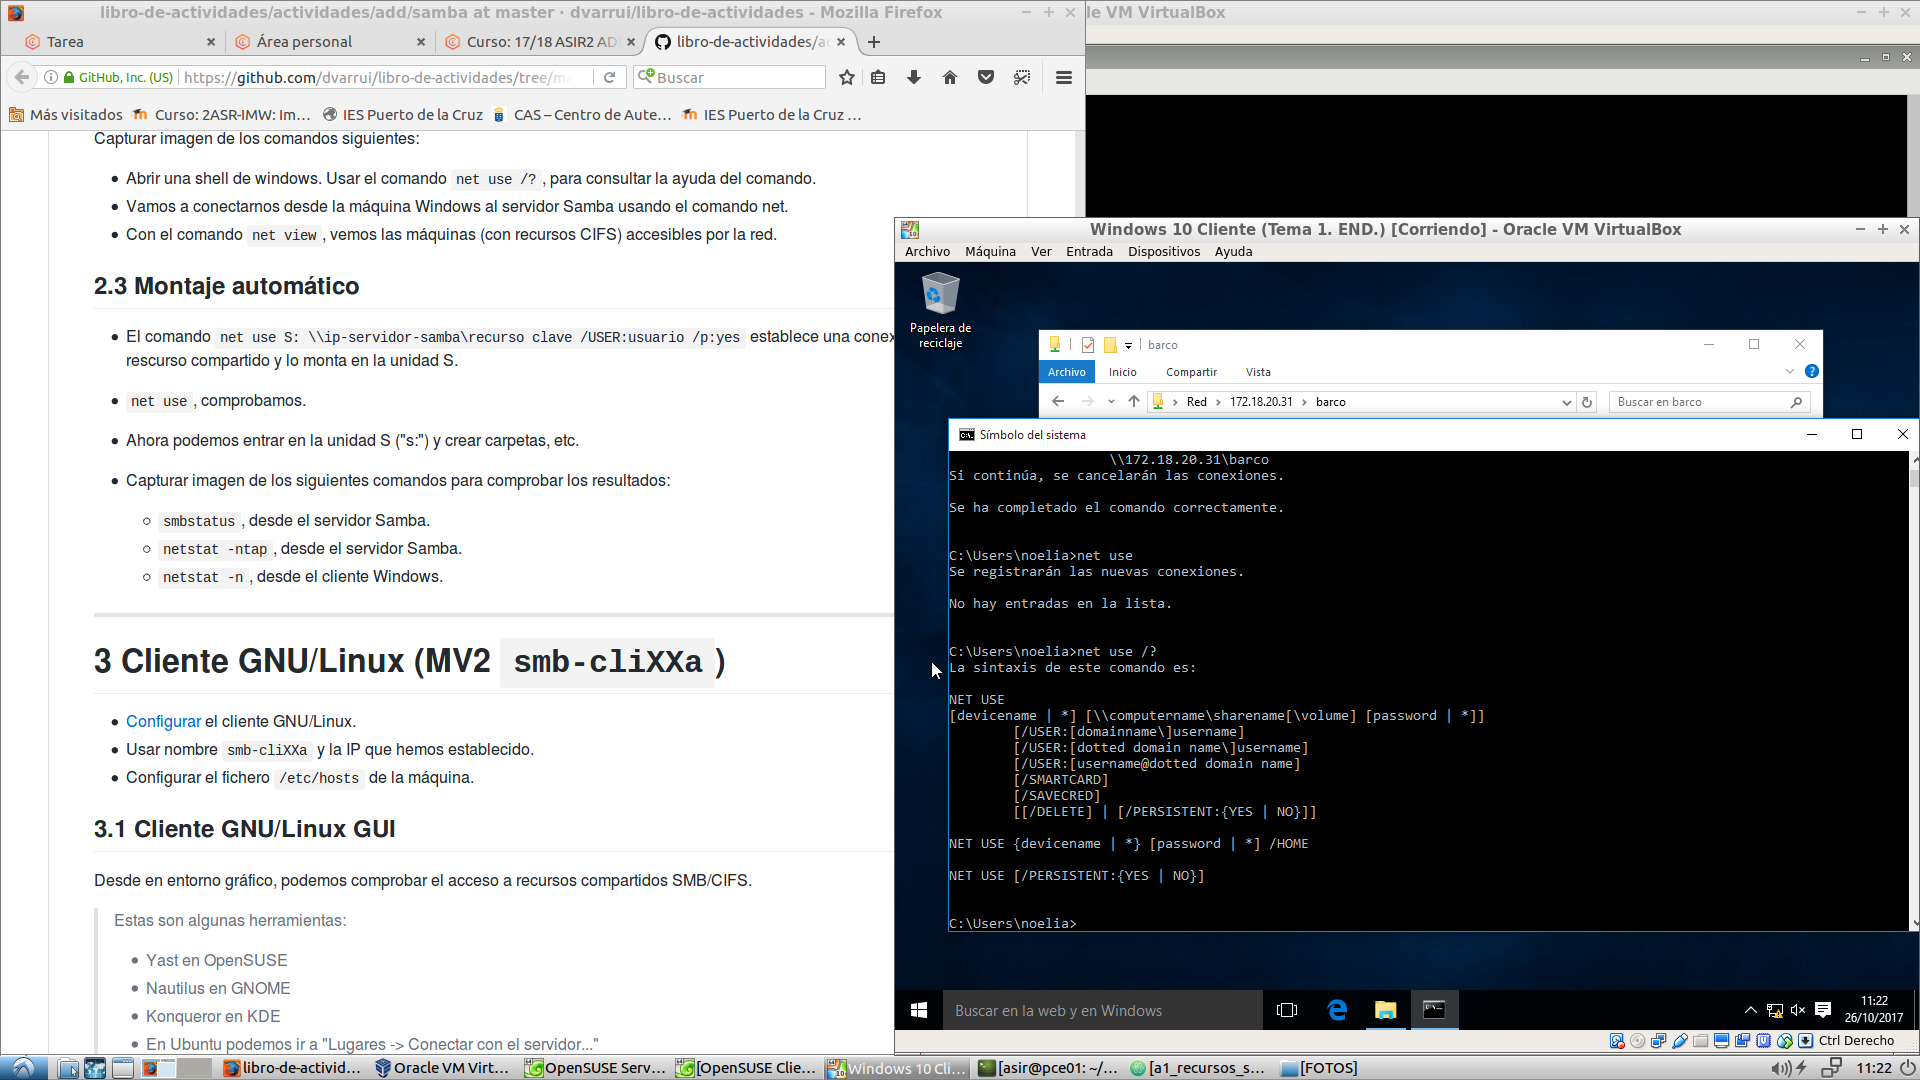 libro-de-actividades/actividades/add/samba at master · dvarrui/libro-de-actividades - Mozilla Firefox
Tarea
Área personal
Curso: 17/18 ASIR2 AD
libro-de-actividades/a
GitHub, Inc. (US)
https://github.com/dvarrui/libro-de-actividades/tree/m
Buscar
Más visitados
Curso: 2ASR-IMW: Im…
IES Puerto de la Cruz
CAS – Centro de Aute…
IES Puerto de la Cruz …
Capturar imagen de los comandos siguientes:
Abrir una shell de windows. Usar el comando net use /? , para consultar la ayuda del comando.
Vamos a conectarnos desde la máquina Windows al servidor Samba usando el comando net.
Con el comando net view , vemos las máquinas (con recursos CIFS) accesibles por la red.
2.3 Montaje automático
El comando net use S: \\ip-servidor-samba\recurso clave /USER:usuario /p:yes establece una conex
rescurso compartido y lo monta en la unidad S.
net use , comprobamos.
Ahora podemos entrar en la unidad S ("s:") y crear carpetas, etc.
Capturar imagen de los siguientes comandos para comprobar los resultados:
smbstatus , desde el servidor Samba.
netstat -ntap , desde el servidor Samba.
netstat -n , desde el cliente Windows.
3 Cliente GNU/Linux (MV2 smb-cliXXa )
Configurar el cliente GNU/Linux.
Usar nombre smb-cliXXa y la IP que hemos establecido.
Configurar el fichero /etc/hosts de la máquina.
3.1 Cliente GNU/Linux GUI
Desde en entorno gráfico, podemos comprobar el acceso a recursos compartidos SMB/CIFS.
Estas son algunas herramientas:
Yast en OpenSUSE
Nautilus en GNOME
Konqueror en KDE
En Ubuntu podemos ir a "Lugares -> Conectar con el servidor..."
le VM VirtualBox
Windows 10 Cliente (Tema 1. END.) [Corriendo] - Oracle VM VirtualBox
Archivo Máquina Ver Entrada Dispositivos Ayuda
Papelera de
reciclaje
barco
Archivo Inicio Compartir Vista
Red > 172.18.20.31 > barco
Buscar en barco
Símbolo del sistema
\\172.18.20.31\barco
Si continúa, se cancelarán las conexiones.
Se ha completado el comando correctamente.
C:\Users\noelia>net use
Se registrarán las nuevas conexiones.
No hay entradas en la lista.
C:\Users\noelia>net use /?
La sintaxis de este comando es:
NET USE
[devicename | *] [\\computername\sharename[\volume] [password | *]]
[/USER:[domainname\]username]
[/USER:[dotted domain name\]username]
[/USER:[username@dotted domain name]
[/SMARTCARD]
[/SAVECRED]
[[/DELETE] | [/PERSISTENT:{YES | NO}]]
NET USE {devicename | *} [password | *] /HOME
NET USE [/PERSISTENT:{YES | NO}]
C:\Users\noelia>
Buscar en la web y en Windows
11:22
26/10/2017
Ctrl Derecho
libro-de-activid…
Oracle VM Virt…
OpenSUSE Serv…
[OpenSUSE Clie…
Windows 10 Cli…
[asir@pce01: ~/…
[a1_recursos_s…
[FOTOS]
11:22